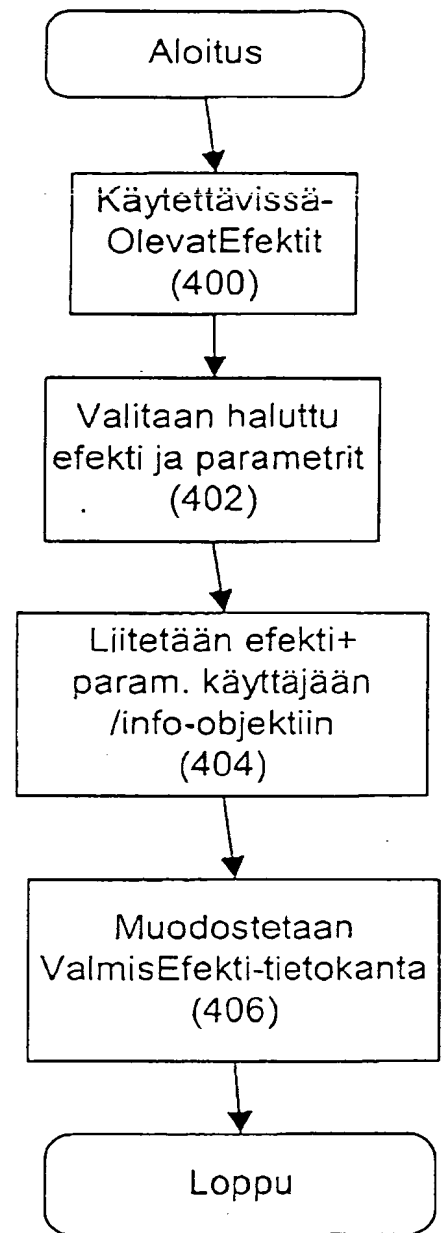 Aloitus
Käytettävissä-
OlevatEfektit
(400)
Valitaan haluttu
efekti ja parametrit
(402)
Liitetään efekti+
param. käyttäjään
/info-objektiin
(404)
Muodostetaan
ValmisEfekti-tietokanta
(406)
Loppu